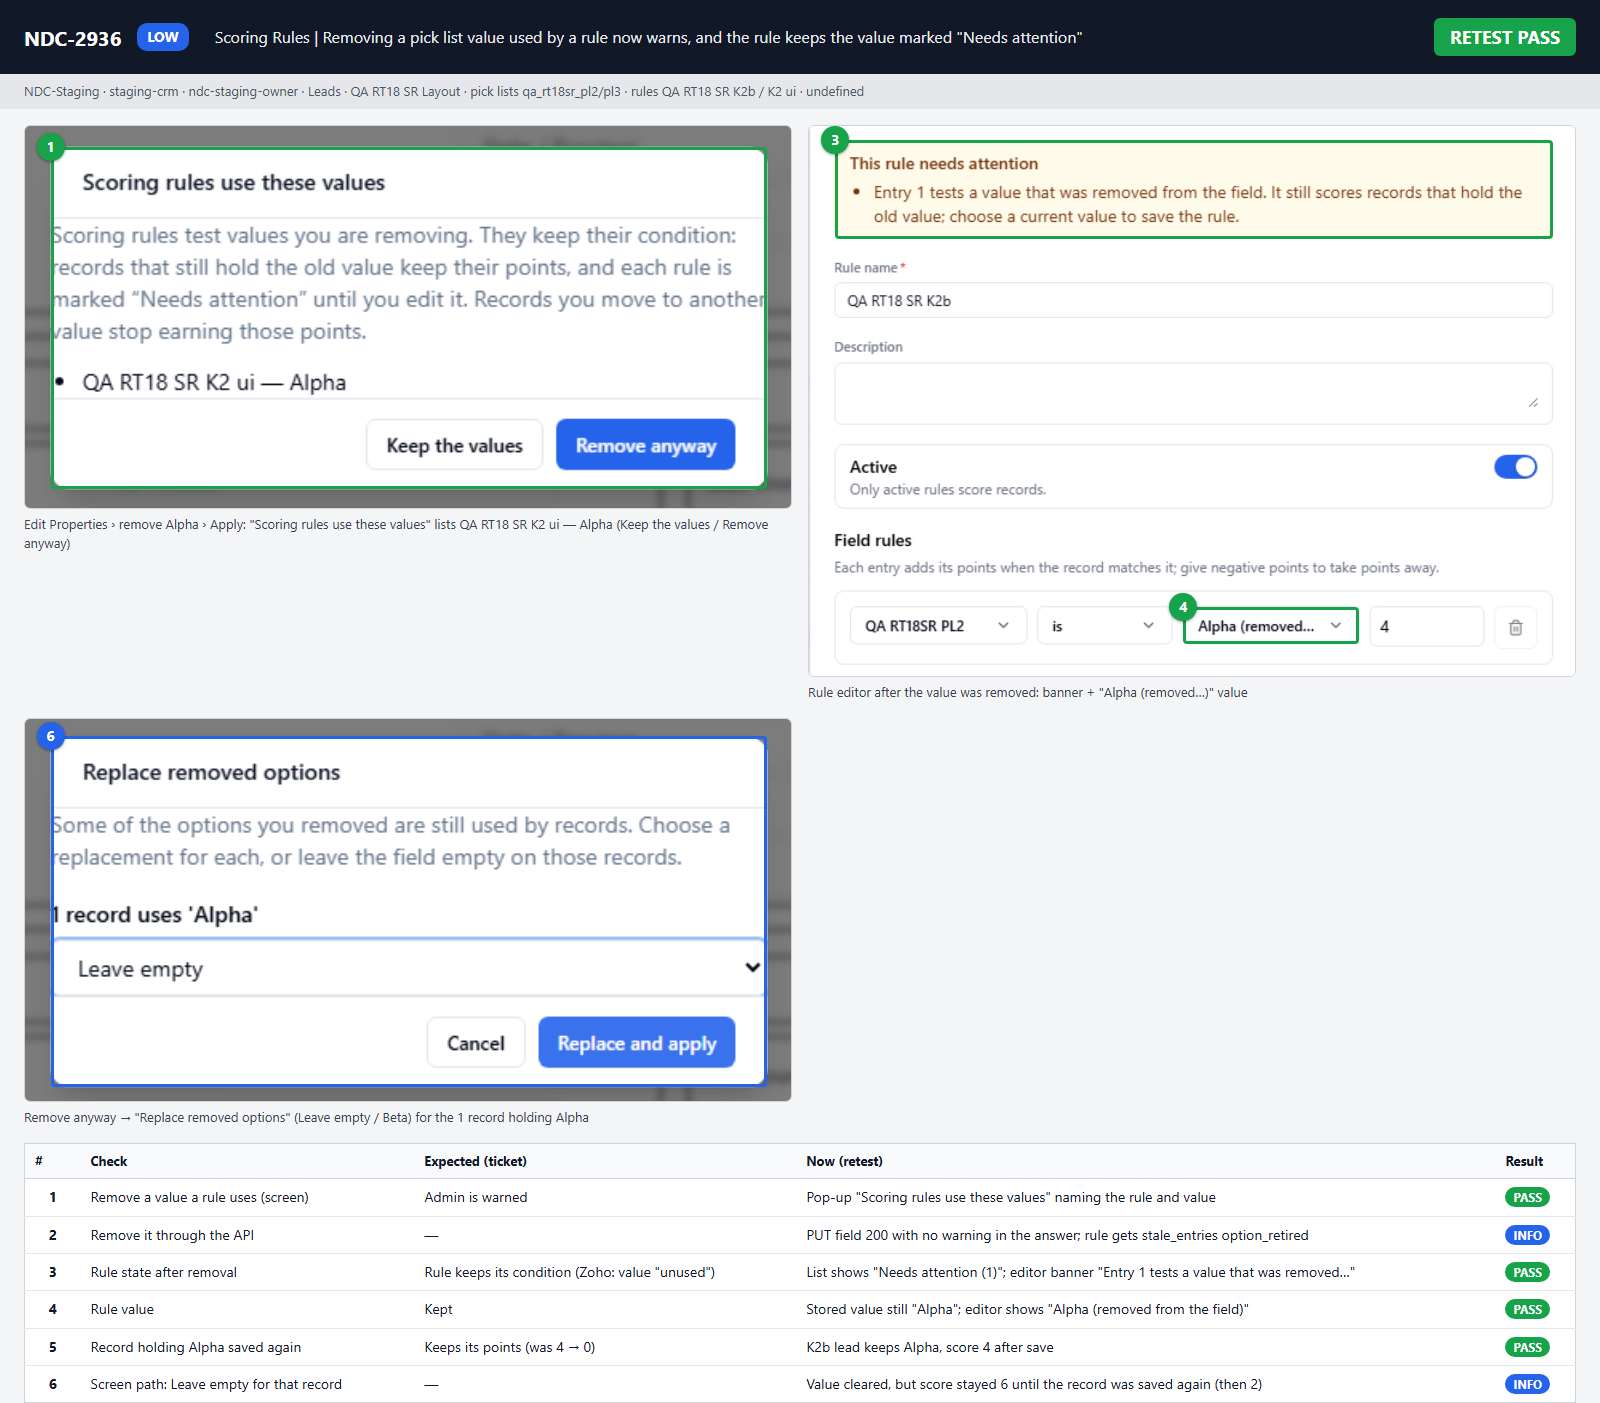 NDC-2936 LOW Scoring Rules | Removing a pick list value used by a rule now warns, and the rule keeps the value marked "Needs attention" RETEST PASS
NDC-Staging · staging-crm · ndc-staging-owner · Leads · QA RT18 SR Layout · pick lists qa_rt18sr_pl2/pl3 · rules QA RT18 SR K2b / K2 ui · undefined
1
Scoring rules use these values
Scoring rules test values you are removing. They keep their condition:
records that still hold the old value keep their points, and each rule is
marked “Needs attention” until you edit it. Records you move to another
value stop earning those points.
• QA RT18 SR K2 ui — Alpha
Keep the values Remove anyway
Edit Properties › remove Alpha › Apply: "Scoring rules use these values" lists QA RT18 SR K2 ui — Alpha (Keep the values / Remove
anyway)
3
This rule needs attention
• Entry 1 tests a value that was removed from the field. It still scores records that hold the
old value; choose a current value to save the rule.
Rule name *
QA RT18 SR K2b
Description
Active
Only active rules score records.
Field rules
Each entry adds its points when the record matches it; give negative points to take points away.
4
QA RT18SR PL2 is Alpha (removed... 4
Rule editor after the value was removed: banner + "Alpha (removed...)" value
6
Replace removed options
Some of the options you removed are still used by records. Choose a
replacement for each, or leave the field empty on those records.
1 record uses 'Alpha'
Leave empty
Cancel Replace and apply
Remove anyway → "Replace removed options" (Leave empty / Beta) for the 1 record holding Alpha
# Check Expected (ticket) Now (retest) Result
1 Remove a value a rule uses (screen) Admin is warned Pop-up "Scoring rules use these values" naming the rule and value PASS
2 Remove it through the API — PUT field 200 with no warning in the answer; rule gets stale_entries option_retired INFO
3 Rule state after removal Rule keeps its condition (Zoho: value "unused") List shows "Needs attention (1)"; editor banner "Entry 1 tests a value that was removed..." PASS
4 Rule value Kept Stored value still "Alpha"; editor shows "Alpha (removed from the field)" PASS
5 Record holding Alpha saved again Keeps its points (was 4 → 0) K2b lead keeps Alpha, score 4 after save PASS
6 Screen path: Leave empty for that record — Value cleared, but score stayed 6 until the record was saved again (then 2) INFO